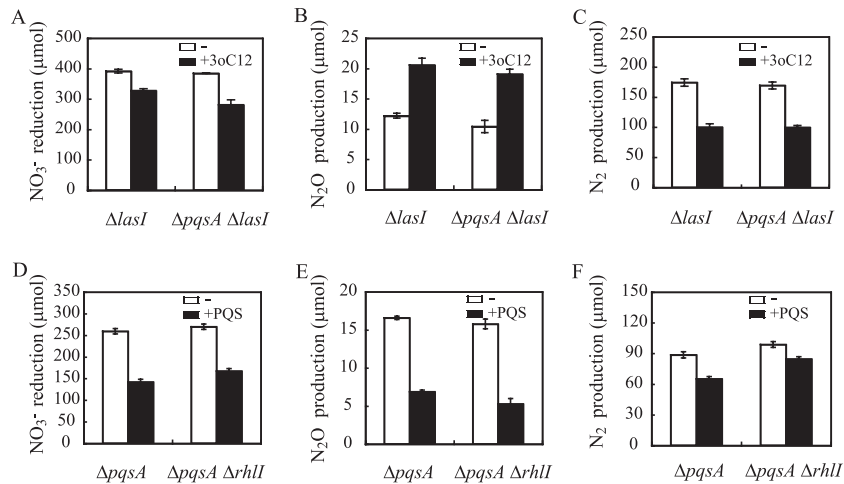 A
NO₃⁻ reduction (µmol)
500
400
300
200
100
0
-
+3oC12
ΔlasI
ΔpqsA ΔlasI
B
N₂O production (µmol)
25
20
15
10
5
0
-
+3oC12
ΔlasI
ΔpqsA ΔlasI
C
N₂ production (µmol)
250
200
150
100
50
0
-
+3oC12
ΔlasI
ΔpqsA ΔlasI
D
NO₃⁻ reduction (µmol)
350
300
250
200
150
100
50
0
-
+PQS
ΔpqsA
ΔpqsA ΔrhlI
E
N₂O production (µmol)
20
15
10
5
0
-
+PQS
ΔpqsA
ΔpqsA ΔrhlI
F
N₂ production (µmol)
150
120
90
60
30
0
-
+PQS
ΔpqsA
ΔpqsA ΔrhlI